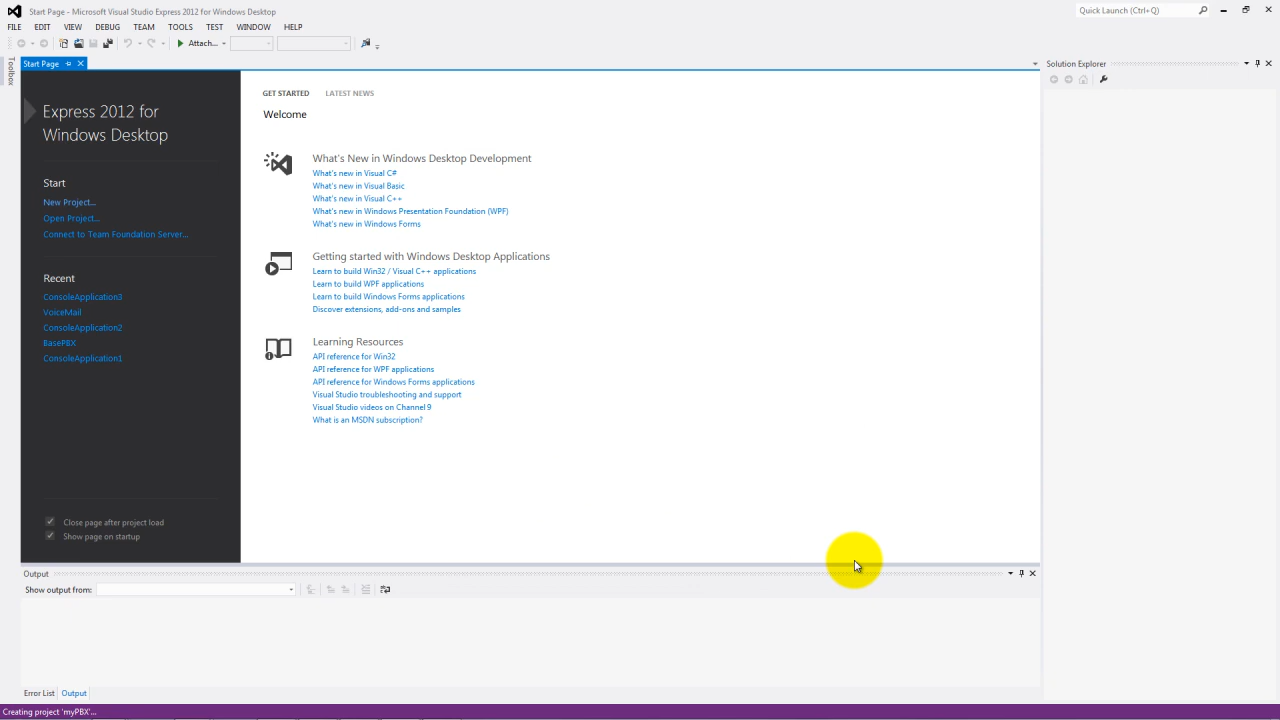 Start Page - Microsoft Visual Studio Express 2012 for Windows Desktop
Quick Launch (Ctrl+Q)
FILE EDIT VIEW DEBUG TEAM TOOLS TEST WINDOW HELP
Attach...
Toolbox
Start Page
Solution Explorer
Express 2012 for
Windows Desktop
Start
New Project...
Open Project...
Connect to Team Foundation Server...
Recent
ConsoleApplication3
VoiceMail
ConsoleApplication2
BasePBX
ConsoleApplication1
Close page after project load
Show page on startup
GET STARTED LATEST NEWS
Welcome
What's New in Windows Desktop Development
What's new in Visual C#
What's new in Visual Basic
What's new in Visual C++
What's new in Windows Presentation Foundation (WPF)
What's new in Windows Forms
Getting started with Windows Desktop Applications
Learn to build Win32 / Visual C++ applications
Learn to build WPF applications
Learn to build Windows Forms applications
Discover extensions, add-ons and samples
Learning Resources
API reference for Win32
API reference for WPF applications
API reference for Windows Forms applications
Visual Studio troubleshooting and support
Visual Studio videos on Channel 9
What is an MSDN subscription?
Output
Show output from:
Error List Output
Creating project 'myPBX'...